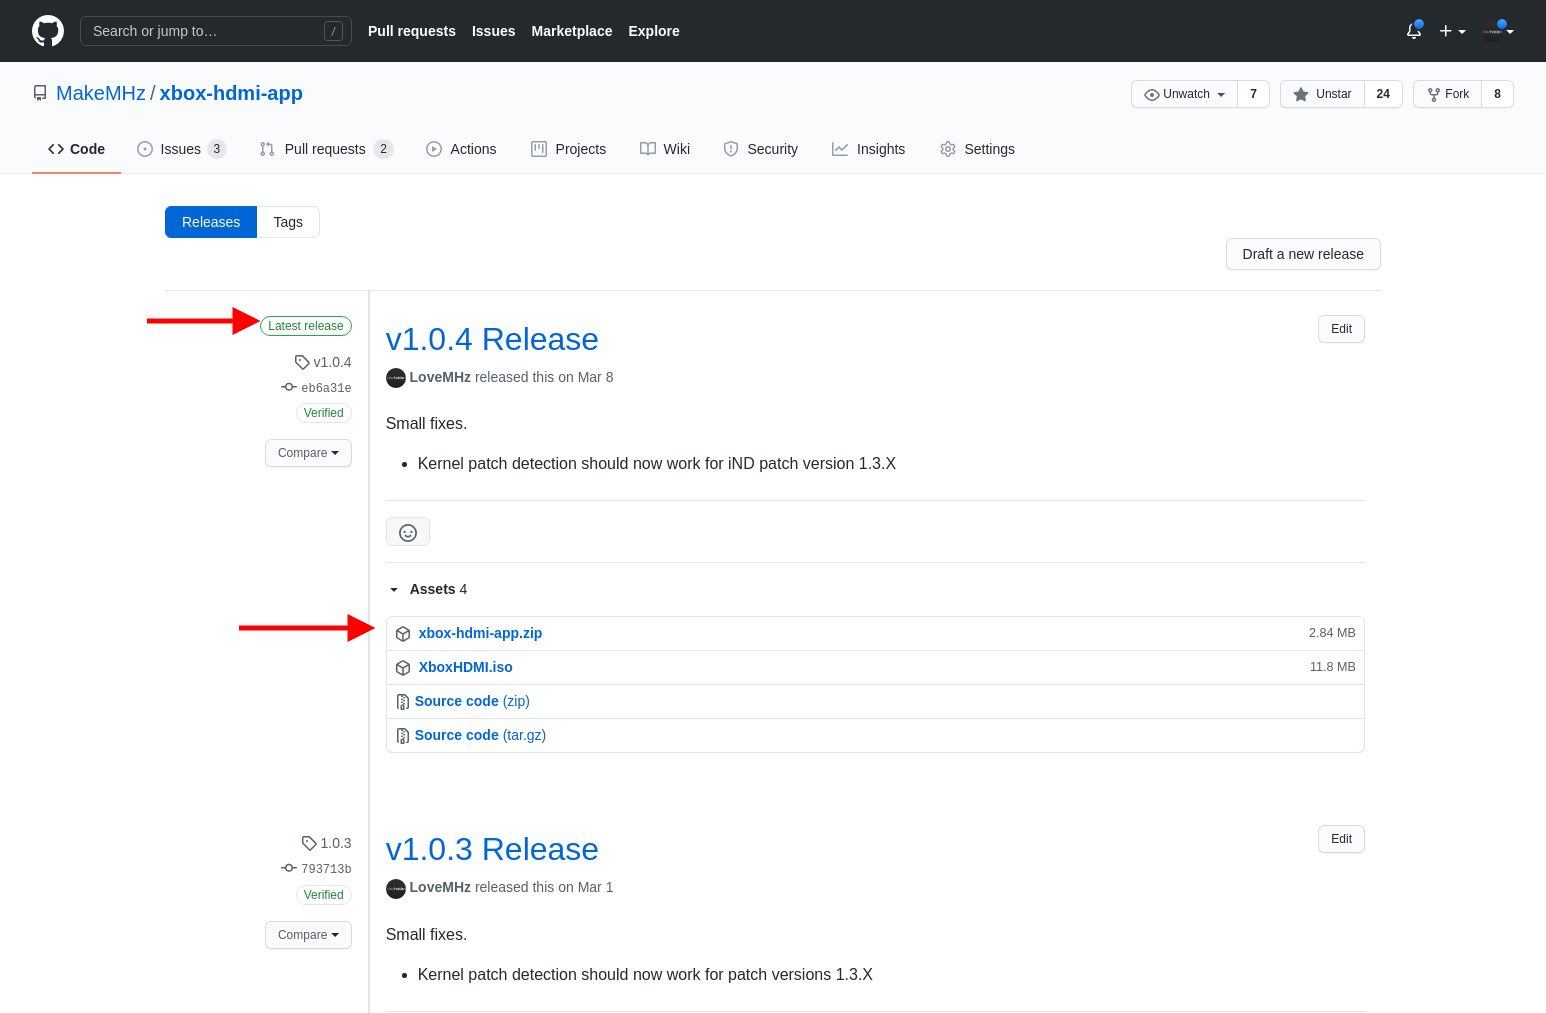 Search or jump to… /
Pull requests Issues Marketplace Explore
MakeMHz / xbox-hdmi-app
Unwatch 7 Unstar 24 Fork 8
Code Issues 3 Pull requests 2 Actions Projects Wiki Security Insights Settings
Releases Tags
Draft a new release
Latest release
v1.0.4
eb6a31e
Verified
Compare
v1.0.4 Release
Edit
LoveMHz released this on Mar 8
Small fixes.
• Kernel patch detection should now work for iND patch version 1.3.X
Assets 4
xbox-hdmi-app.zip 2.84 MB
XboxHDMI.iso 11.8 MB
Source code (zip)
Source code (tar.gz)
1.0.3
793713b
Verified
Compare
v1.0.3 Release
Edit
LoveMHz released this on Mar 1
Small fixes.
• Kernel patch detection should now work for patch versions 1.3.X